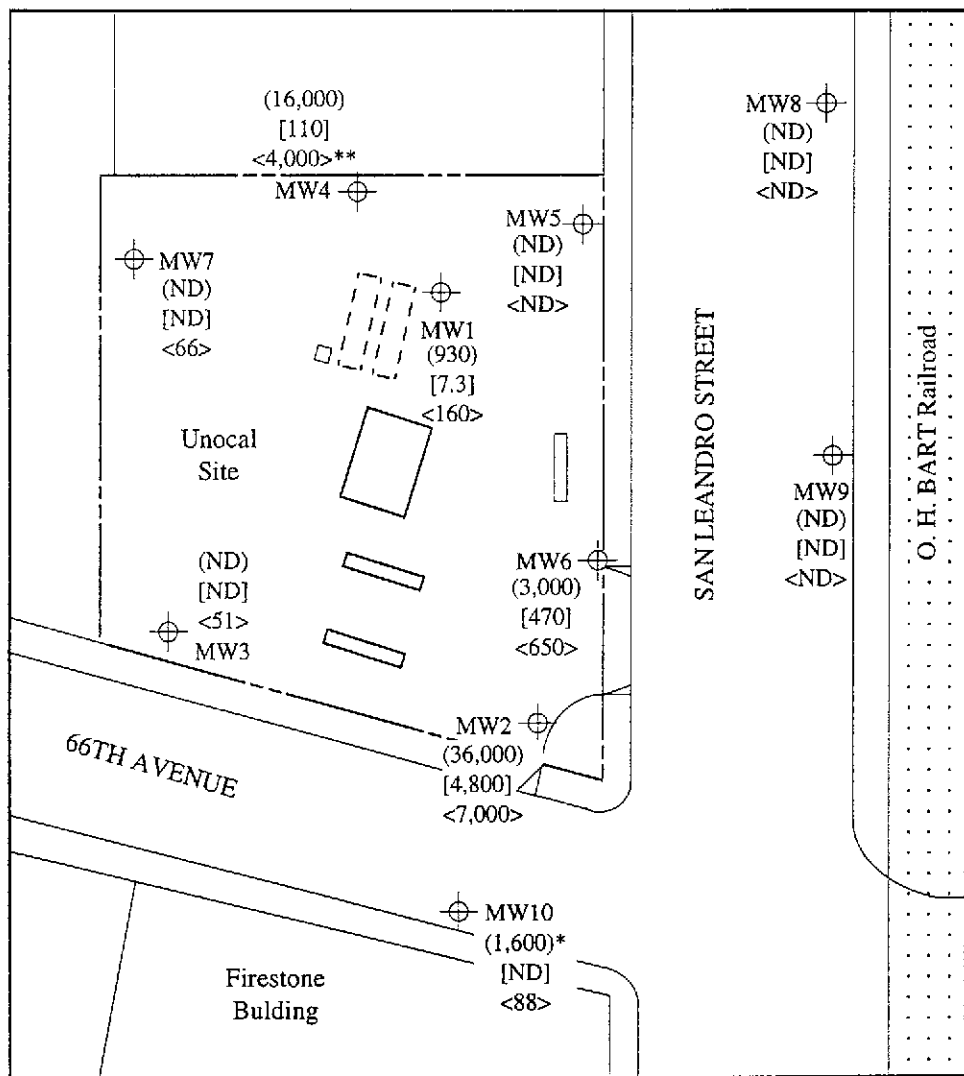 (16,000)
[110]
<4,000>**
MW4
MW8
(ND)
[ND]
<ND>
MW5
(ND)
[ND]
<ND>
MW7
(ND)
[ND]
<66>
MW1
(930)
[7.3]
<160>
Unocal
Site
SAN LEANDRO STREET
O. H. BART Railroad
MW9
(ND)
[ND]
<ND>
(ND)
[ND]
<51>
MW3
MW6
(3,000)
[470]
<650>
MW2
(36,000)
[4,800]
<7,000>
66TH AVENUE
MW10
(1,600)*
[ND]
<88>
Firestone
Bulding